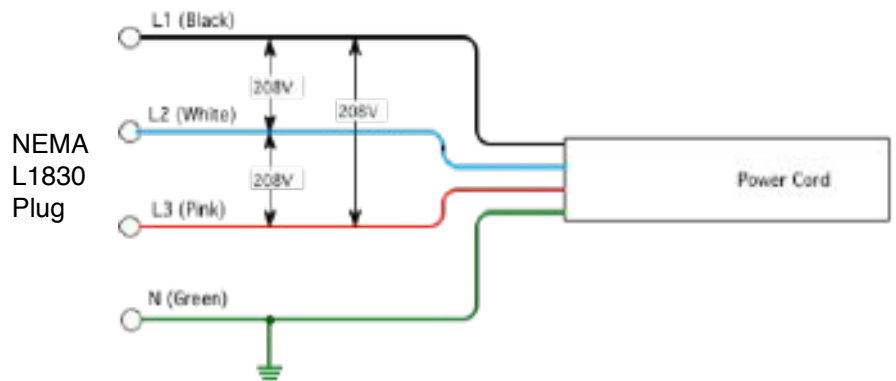 L1 (Black)
208V
L2 (White)
208V
NEMA
L1830
Plug
208V
L3 (Pink)
Power Cord
N (Green)